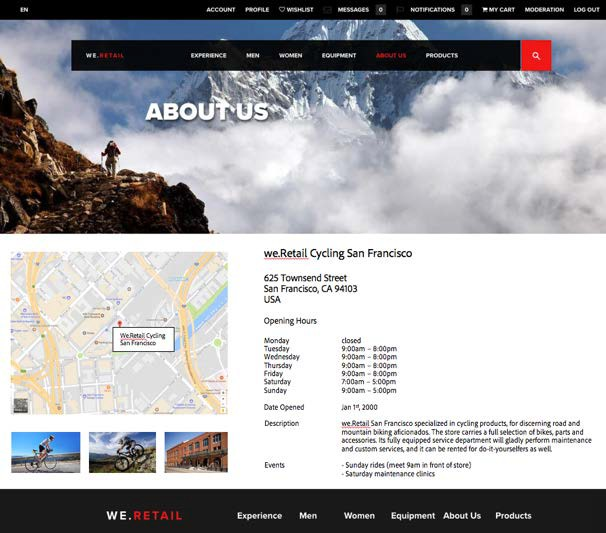 EN
ACCOUNT PROFILE WISHLIST MESSAGES 0 NOTIFICATIONS 0 MY CART MODERATION LOG OUT
WE.RETAIL EXPERIENCE MEN WOMEN EQUIPMENT ABOUT US PRODUCTS
ABOUT US
We.Retail Cycling
San Francisco
we.Retail Cycling San Francisco
625 Townsend Street
San Francisco, CA 94103
USA
Opening Hours
Monday closed
Tuesday 9:00am – 8:00pm
Wednesday 9:00am – 8:00pm
Thursday 9:00am – 8:00pm
Friday 9:00am – 8:00pm
Saturday 7:00am – 5:00pm
Sunday 9:00am – 5:00pm
Date Opened Jan 1st, 2000
Description we.Retail San Francisco specialized in cycling products, for discerning road and
mountain biking aficionados. The store carries a full selection of bikes, parts and
accessories. Its fully equipped service department will gladly perform maintenance
and custom services, and it can be rented for do-it-yourselfers as well.
Events - Sunday rides (meet 9am in front of store)
- Saturday maintenance clinics
WE.RETAIL Experience Men Women Equipment About Us Products